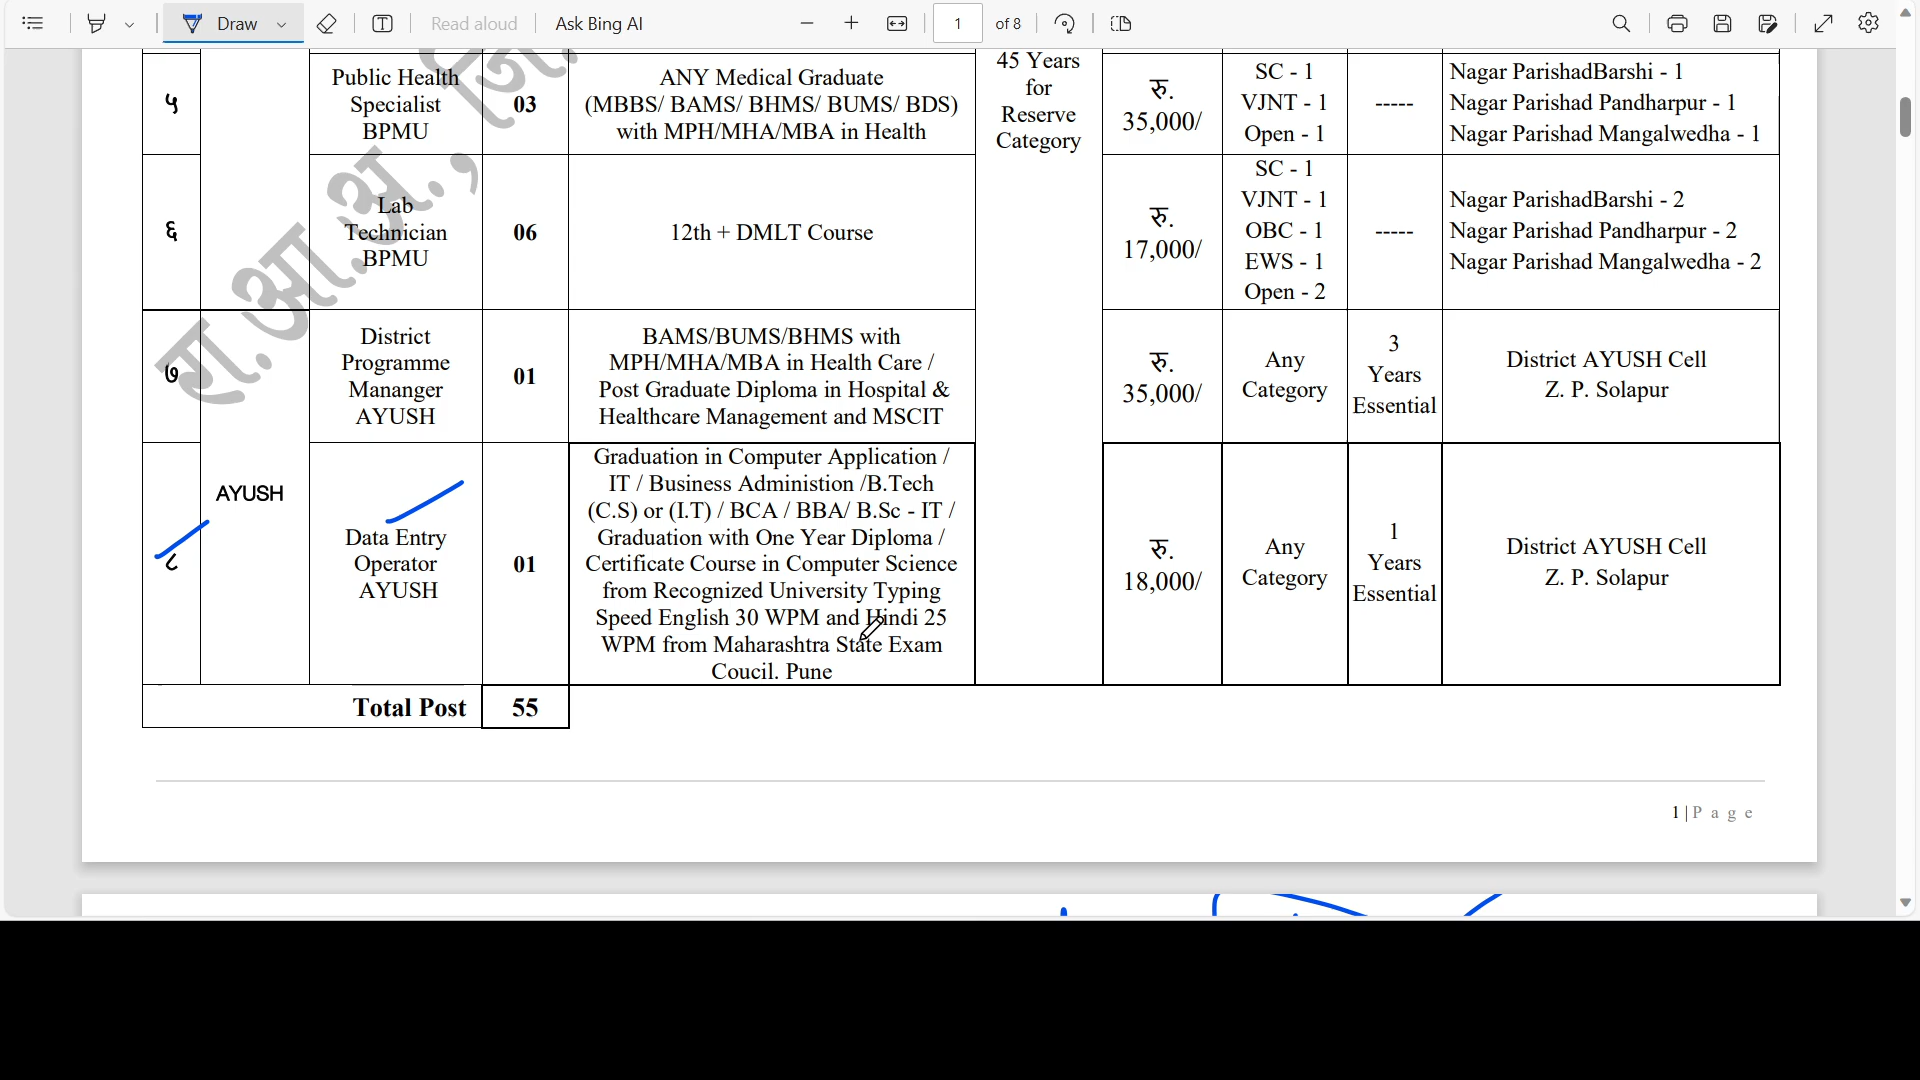 Draw
Read aloud
Ask Bing AI
1
of 8
45 Years
for
Reserve
Category
५
Public Health
Specialist
BPMU
03
ANY Medical Graduate
(MBBS/ BAMS/ BHMS/ BUMS/ BDS)
with MPH/MHA/MBA in Health
रु.
35,000/
SC - 1
VJNT - 1
Open - 1
-----
Nagar ParishadBarshi - 1
Nagar Parishad Pandharpur - 1
Nagar Parishad Mangalwedha - 1
६
Lab
Technician
BPMU
06
12th + DMLT Course
रु.
17,000/
SC - 1
VJNT - 1
OBC - 1
EWS - 1
Open - 2
-----
Nagar ParishadBarshi - 2
Nagar Parishad Pandharpur - 2
Nagar Parishad Mangalwedha - 2
रा.आ.अ., जि.
७
District
Programme
Mananger
AYUSH
01
BAMS/BUMS/BHMS with
MPH/MHA/MBA in Health Care /
Post Graduate Diploma in Hospital &
Healthcare Management and MSCIT
रु.
35,000/
Any
Category
3
Years
Essential
District AYUSH Cell
Z. P. Solapur
AYUSH
८
Data Entry
Operator
AYUSH
01
Graduation in Computer Application /
IT / Business Administion /B.Tech
(C.S) or (I.T) / BCA / BBA/ B.Sc - IT /
Graduation with One Year Diploma /
Certificate Course in Computer Science
from Recognized University Typing
Speed English 30 WPM and Hindi 25
WPM from Maharashtra State Exam
Coucil. Pune
रु.
18,000/
Any
Category
1
Years
Essential
District AYUSH Cell
Z. P. Solapur
Total Post
55
1 | P a g e